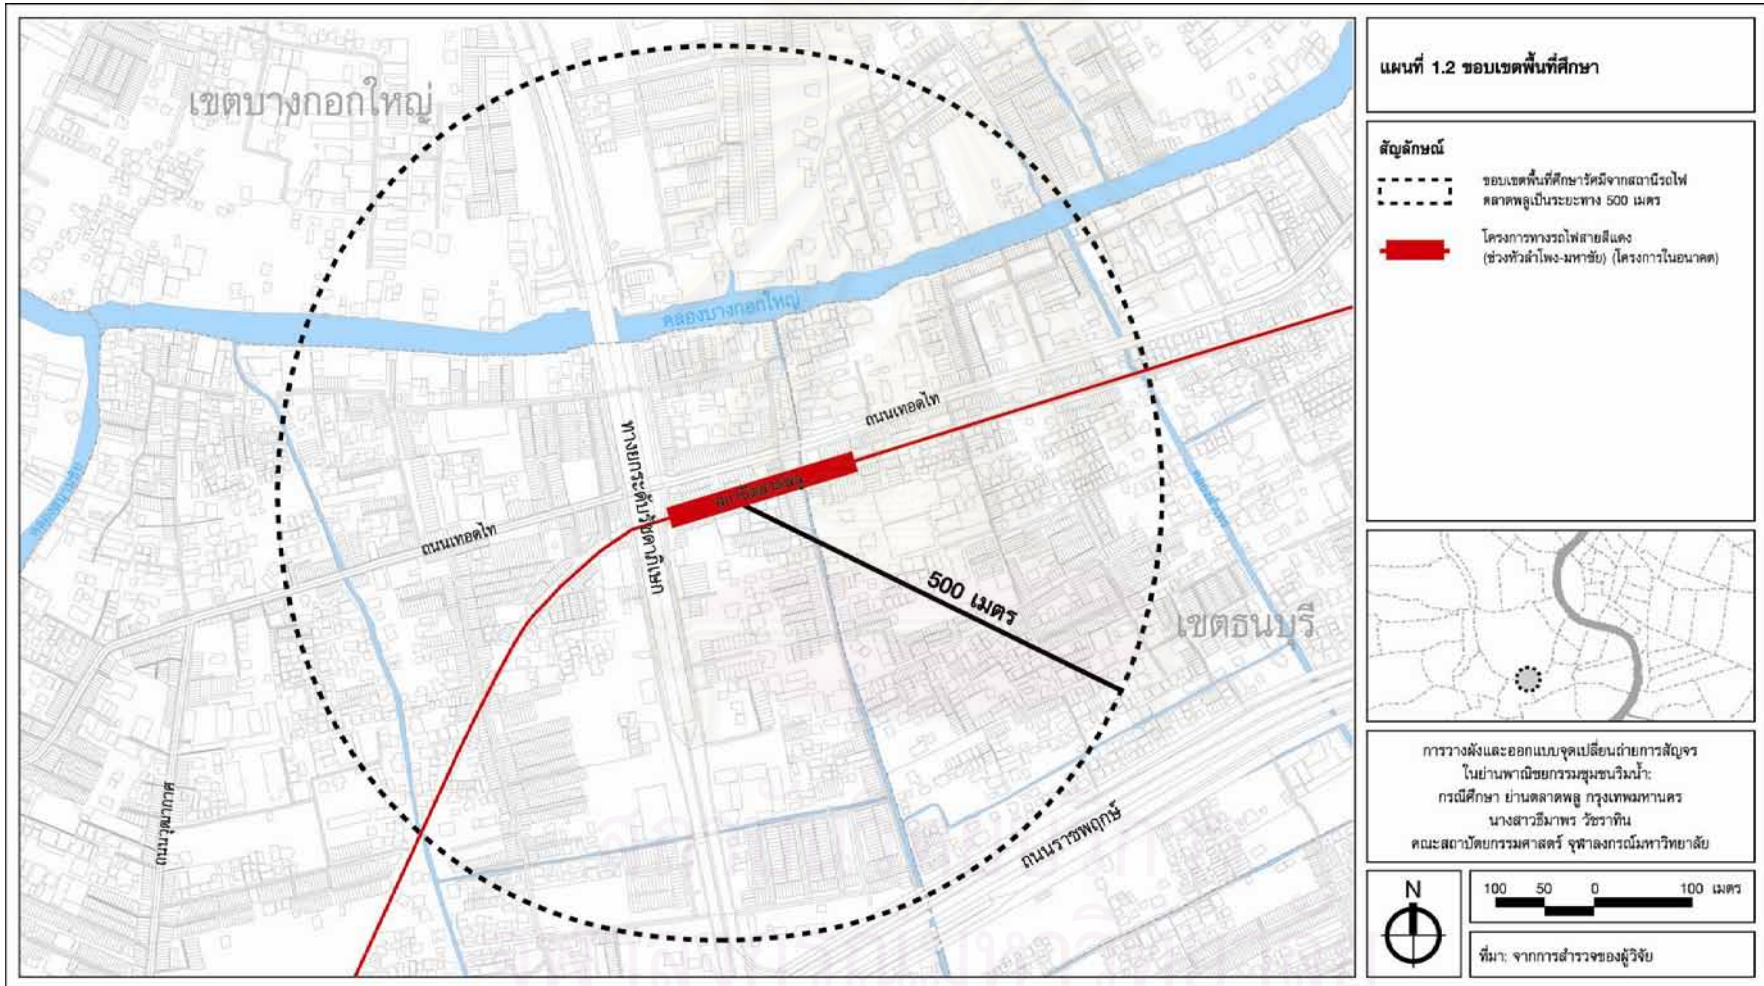 แผนที่ 1.2 ขอบเขตพื้นที่ศึกษา
สัญลักษณ์
ขอบเขตพื้นที่ศึกษารัศมีจากสถานีรถไฟ
ตลาดพลูเป็นระยะทาง 500 เมตร
โครงการทางรถไฟสายสีแดง
(ช่วงหัวลำโพง-มหาชัย) (โครงการในอนาคต)
เขตบางกอกใหญ่
คลองบางกอกใหญ่
ถนนเทอดไท
ทางยกระดับรัชดาภิเษก
สถานีตลาดพลู
ถนนเทอดไท
500 เมตร
เขตธนบุรี
ถนนวุฒากาศ
ถนนราชพฤกษ์
การวางผังและออกแบบจุดเปลี่ยนถ่ายการสัญจร
ในย่านพาณิชยกรรมชุมชนริมน้ำ:
กรณีศึกษา ย่านตลาดพลู กรุงเทพมหานคร
นางสาวธีมาพร วัชราทิน
คณะสถาปัตยกรรมศาสตร์ จุฬาลงกรณ์มหาวิทยาลัย
N
100 50 0 100 เมตร
ที่มา: จากการสำรวจของผู้วิจัย